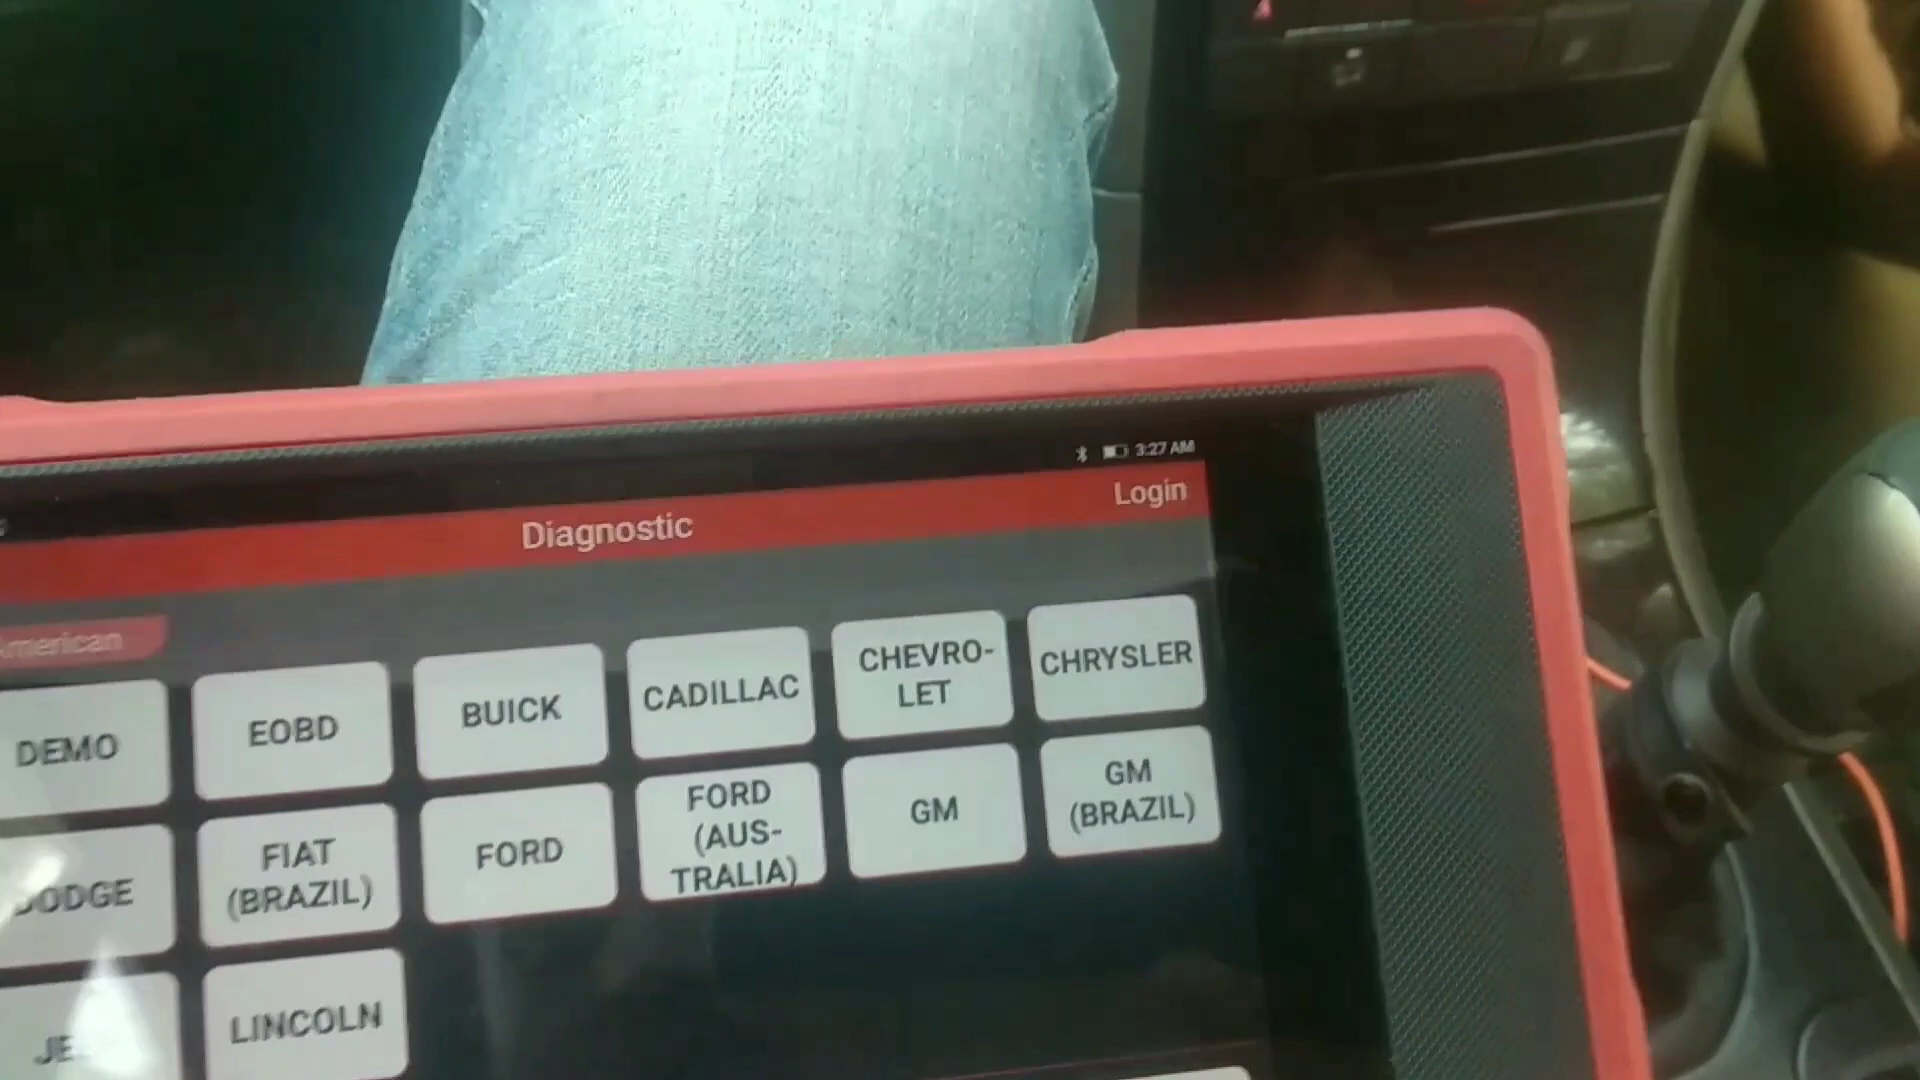 3:27 AM
Diagnostic
Login
American
DEMO
EOBD
BUICK
CADILLAC
CHEVRO-
LET
CHRYSLER
DODGE
FIAT
(BRAZIL)
FORD
FORD
(AUS-
TRALIA)
GM
GM
(BRAZIL)
LINCOLN